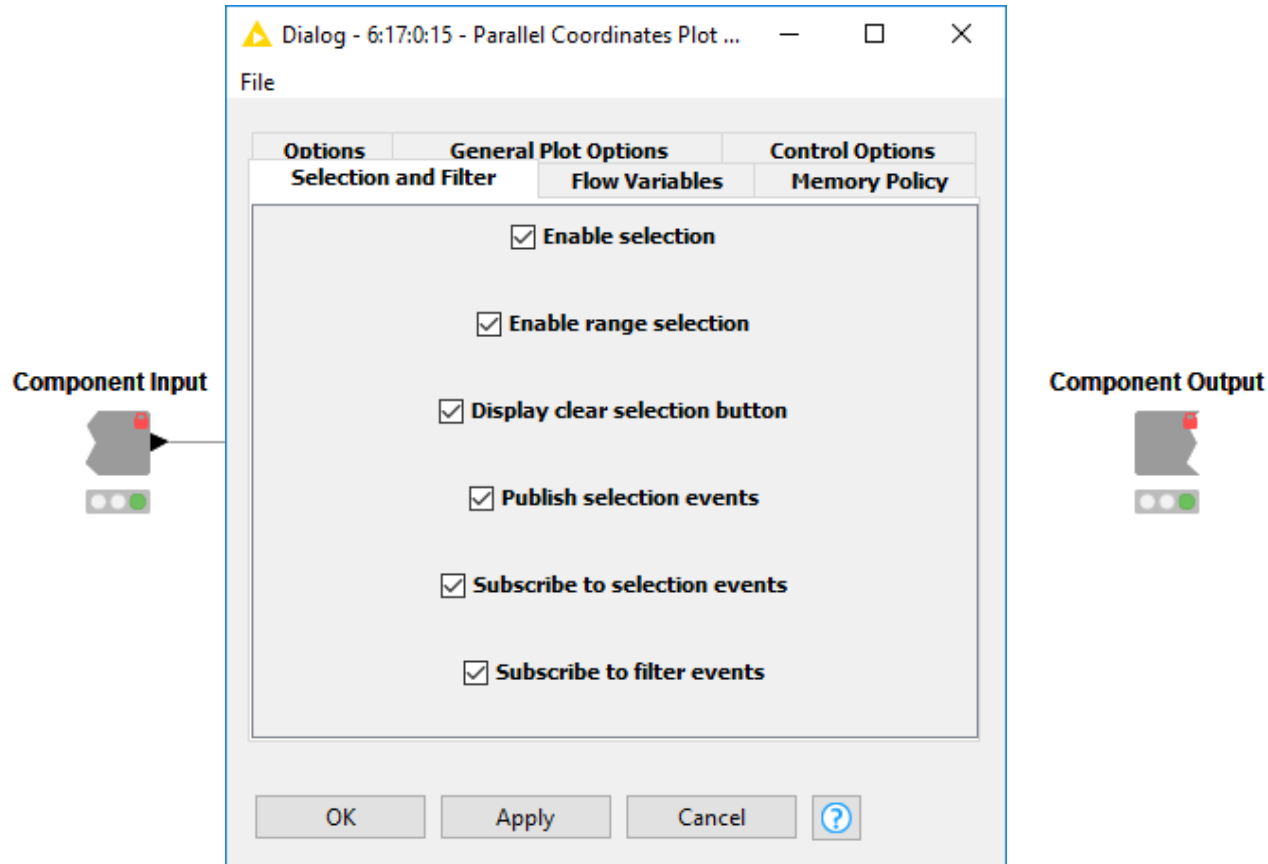 Dialog - 6:17:0:15 - Parallel Coordinates Plot ...
File
Options General Plot Options Control Options
Selection and Filter Flow Variables Memory Policy
Enable selection
Enable range selection
Component Input
Component Output
Display clear selection button
Publish selection events
Subscribe to selection events
Subscribe to filter events
OK Apply Cancel ?